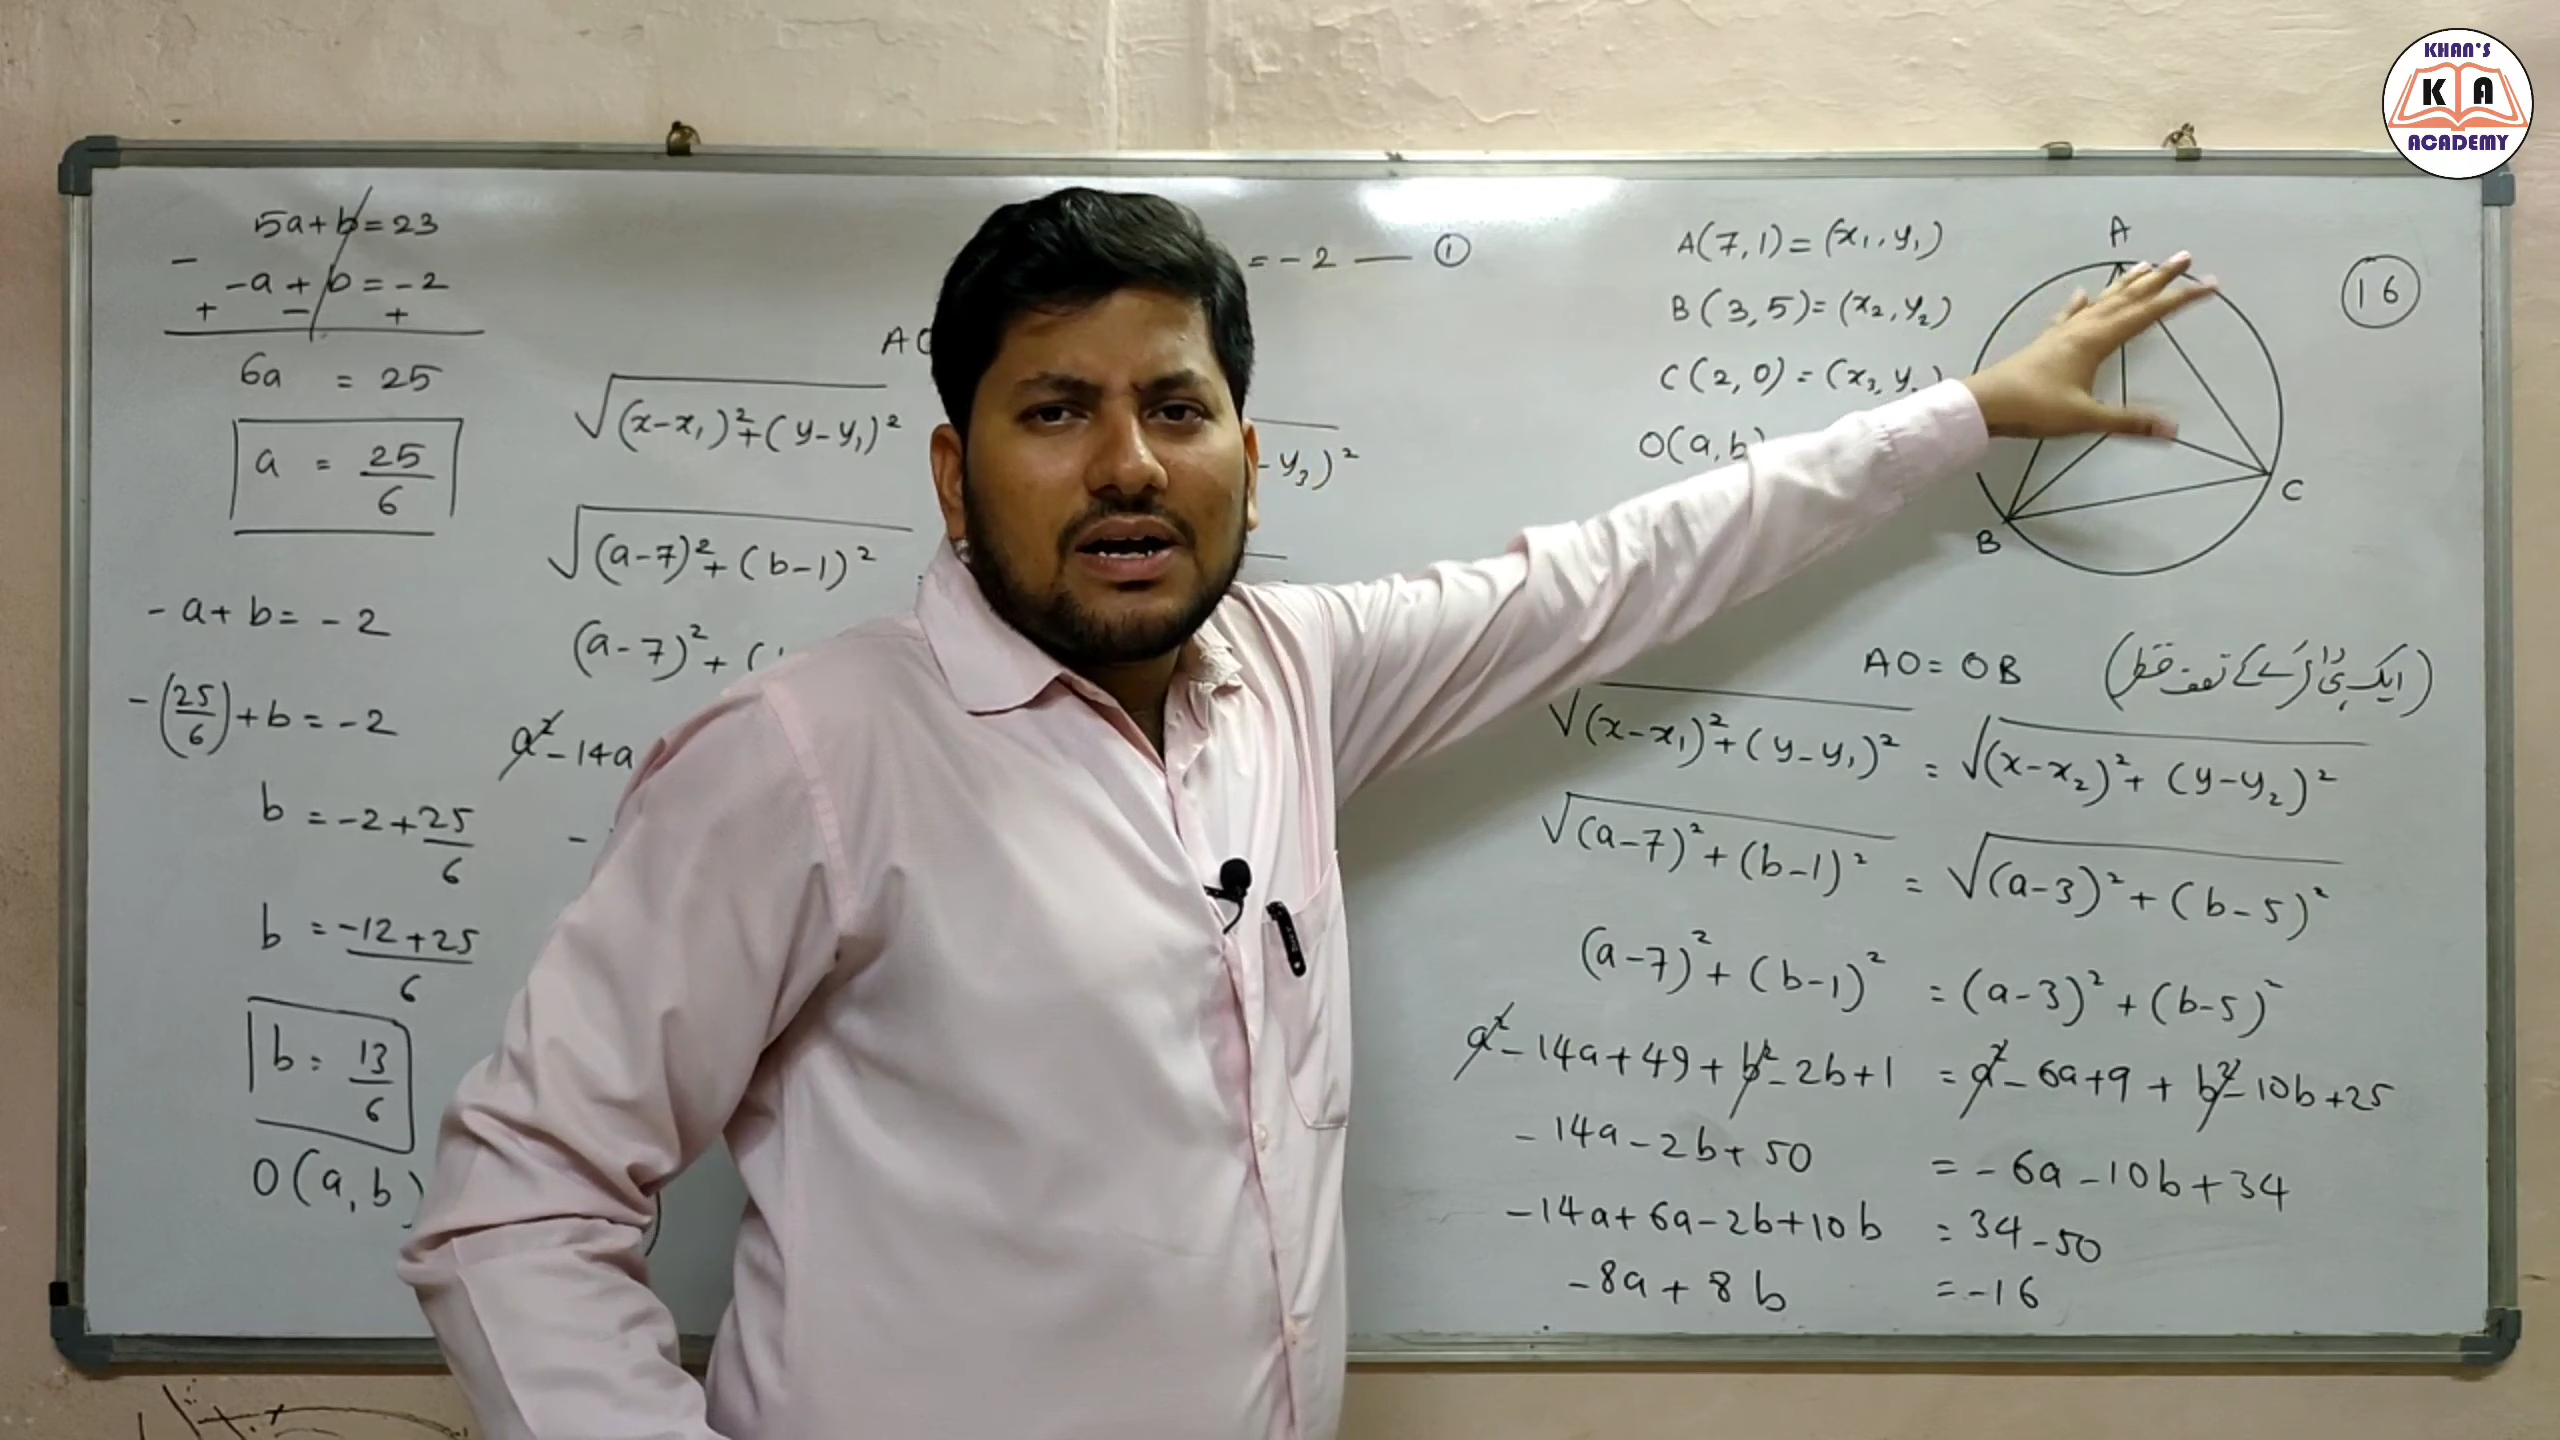 KHAN'S
K A
ACADEMY
5a+b=23
- -a+b=-2
+ - +
6a = 25
a = 25/6
-a+b=-2
-(25/6)+b=-2
b = -2+25/6
b = -12+25/6
b = 13/6
O(a,b)
=-2 — ①
√(x-x₁)²+(y-y₁)²
-y₃)²
√(a-7)²+(b-1)²
(a-7)²+(
a²-14a
-
A(7,1)=(x₁,y₁)
B(3,5)=(x₂,y₂)
C(2,0)=(x₃,y
O(a,b)
A
B
C
16
AO=OB (ایک ہی دائرے کے نصف قطر)
√(x-x₁)²+(y-y₁)² = √(x-x₂)²+(y-y₂)²
√(a-7)²+(b-1)² = √(a-3)²+(b-5)²
(a-7)²+(b-1)² = (a-3)²+(b-5)²
a²-14a+49+b²-2b+1 = a²-6a+9+b²-10b+25
-14a-2b+50 = -6a-10b+34
-14a+6a-2b+10b = 34-50
-8a+8b = -16